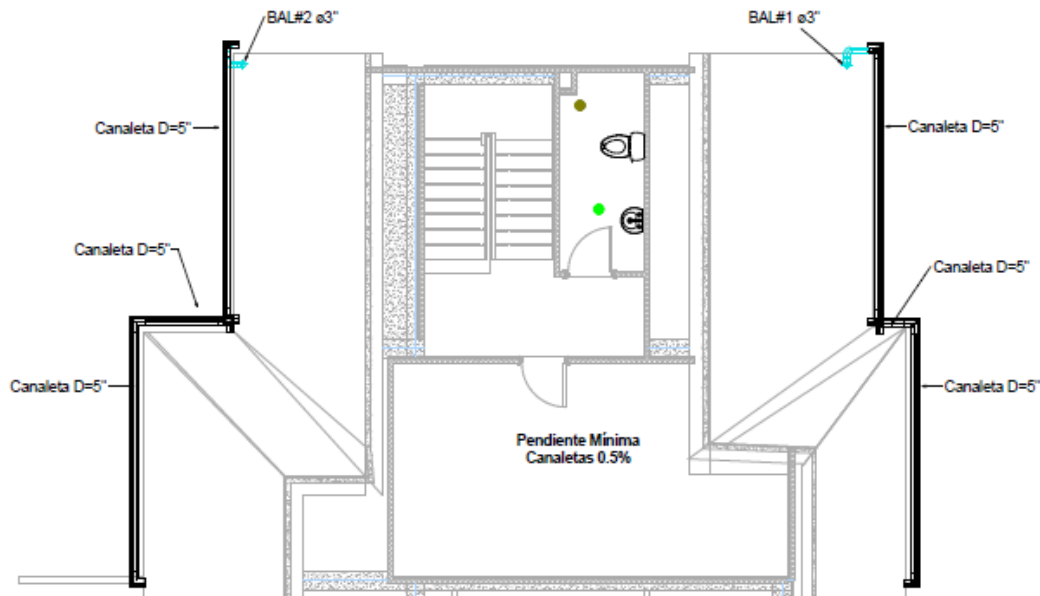 BAL#2 ø3"
BAL#1 ø3"
Canaleta D=5"
Canaleta D=5"
Canaleta D=5"
Canaleta D=5"
Canaleta D=5"
Canaleta D=5"
Pendiente Mínima
Canaletas 0.5%